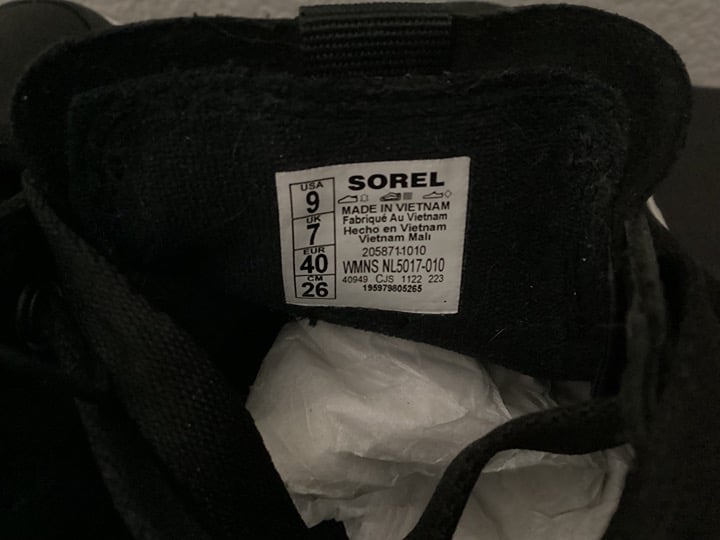 USA
9
UK
7
EUR
40
CM
26
SOREL
MADE IN VIETNAM
Fabriqué Au Vietnam
Hecho en Vietnam
Vietnam Malı
2058711010
WMNS NL5017-010
40949 CJS 1122 223
195979805265